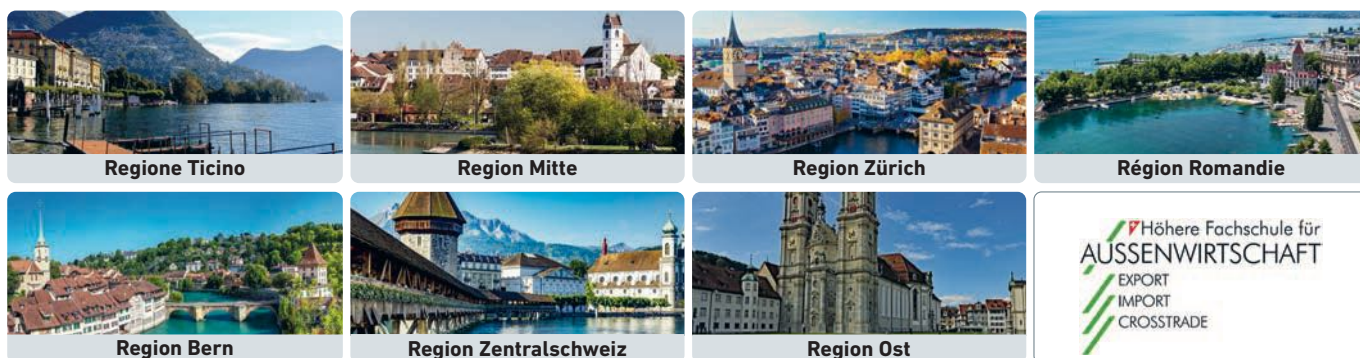 Regione Ticino
Region Mitte
Region Zürich
Région Romandie
Region Bern
Region Zentralschweiz
Region Ost
Höhere Fachschule für
AUSSENWIRTSCHAFT
EXPORT
IMPORT
CROSSTRADE